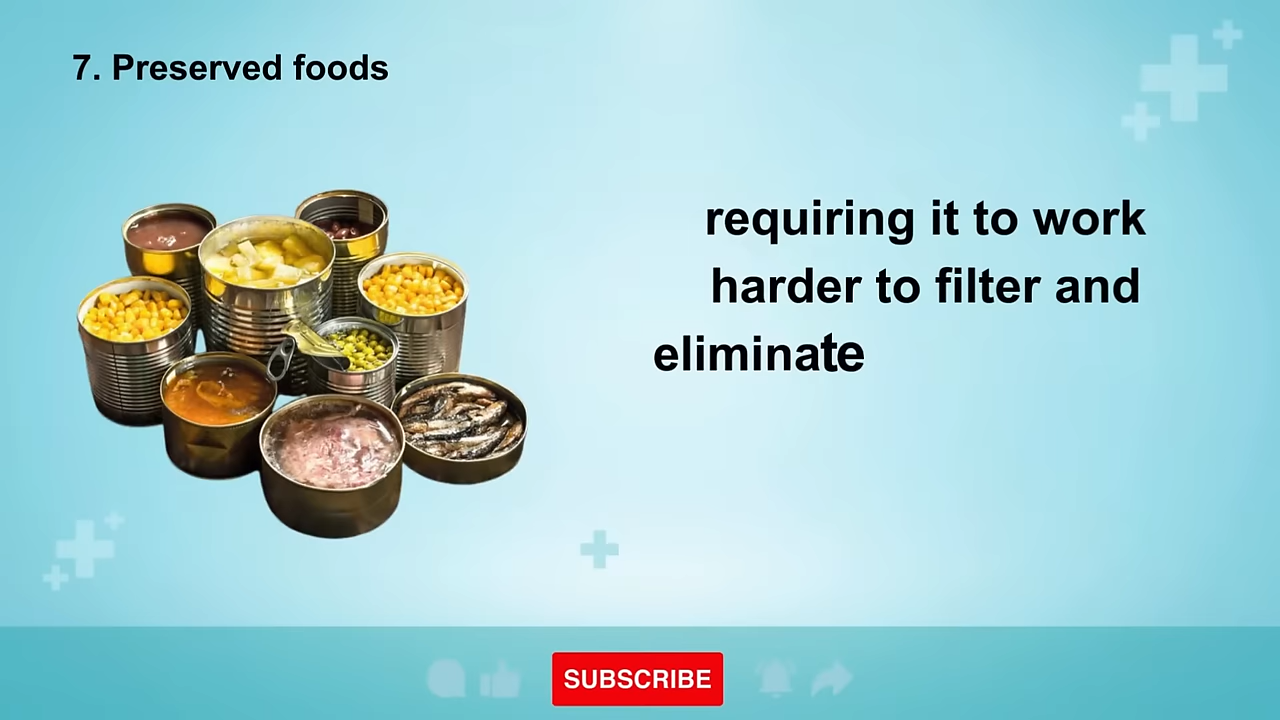 7. Preserved foods
requiring it to work
harder to filter and
eliminate
SUBSCRIBE